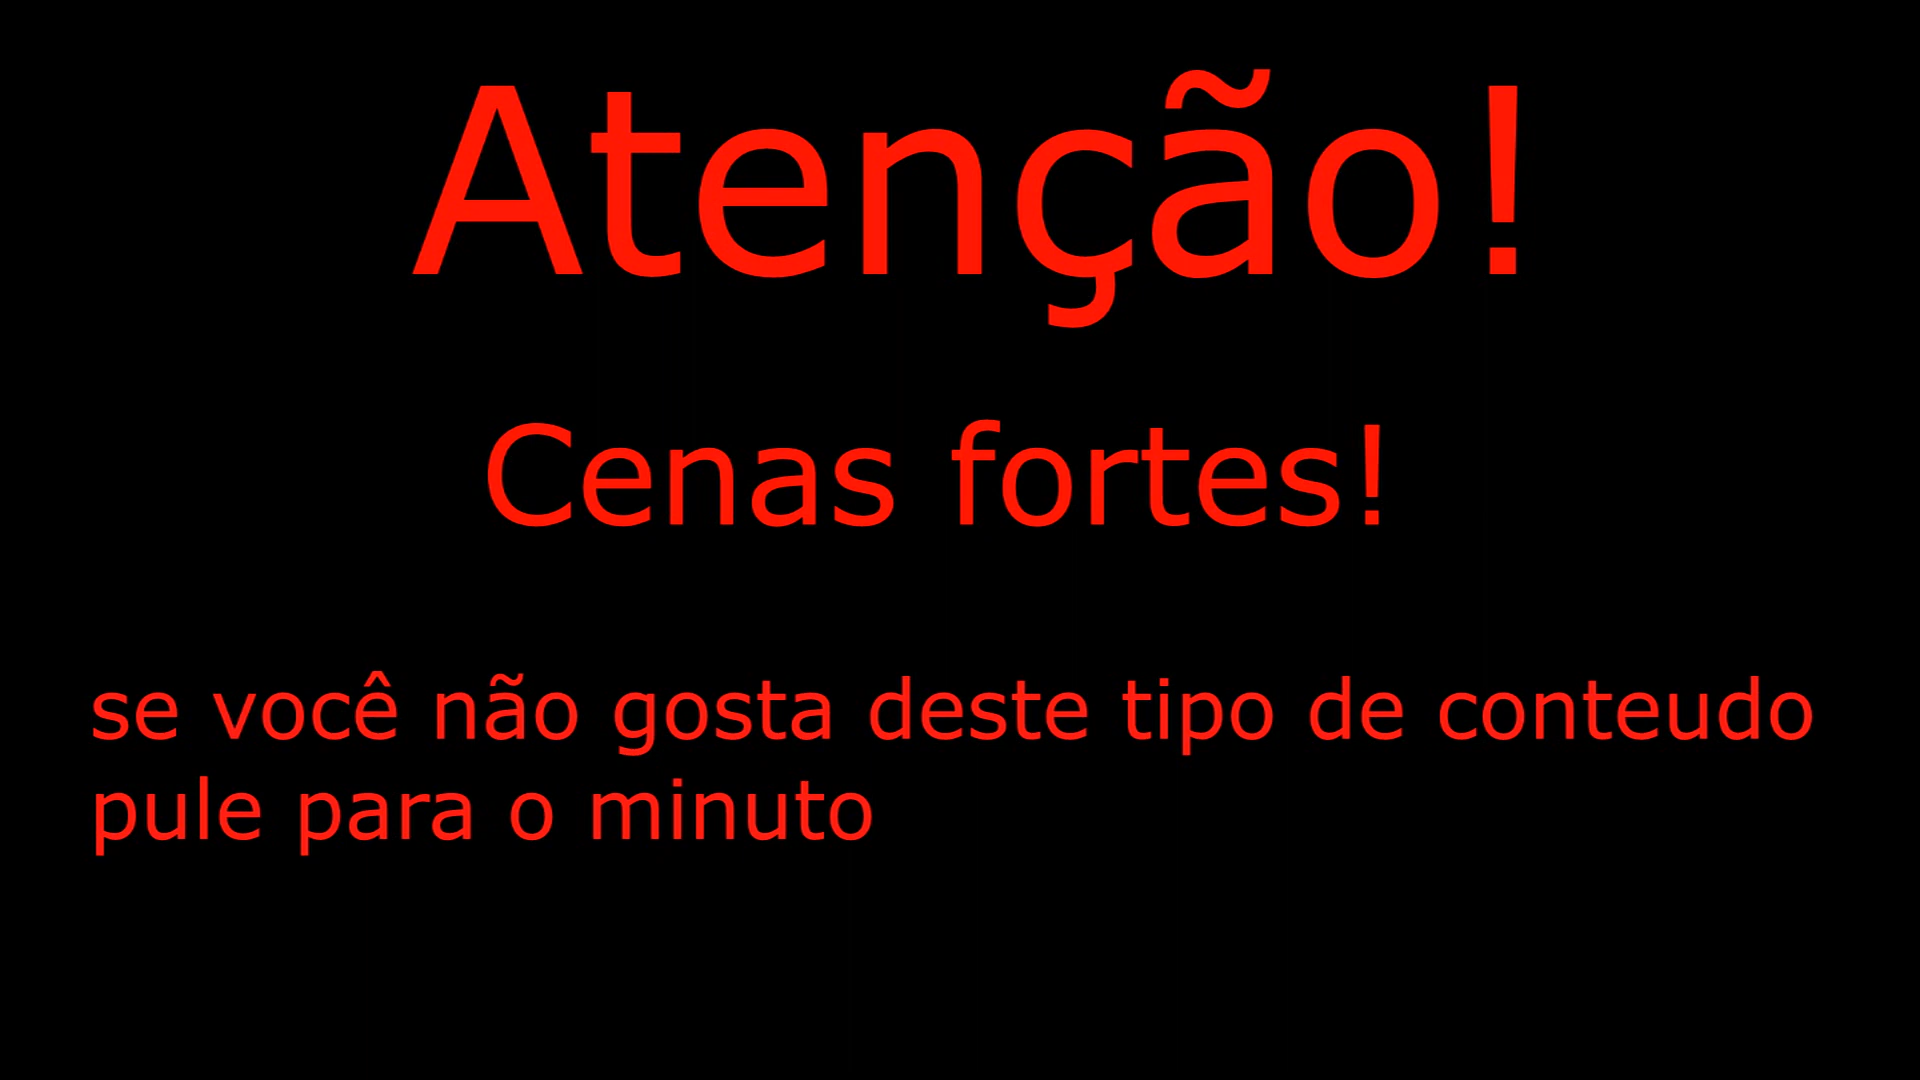 Atenção!
Cenas fortes!
se você não gosta deste tipo de conteudo
pule para o minuto